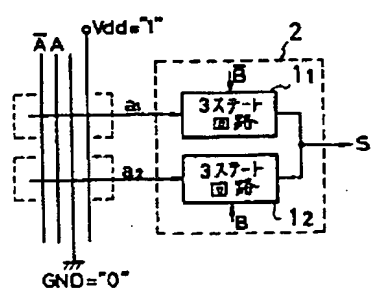 Vdd="1"
A̅ A
2
B̅
1₁
a₁
3ステート
回路
S
a₂
3ステート
回路
1₂
B
GND="0"